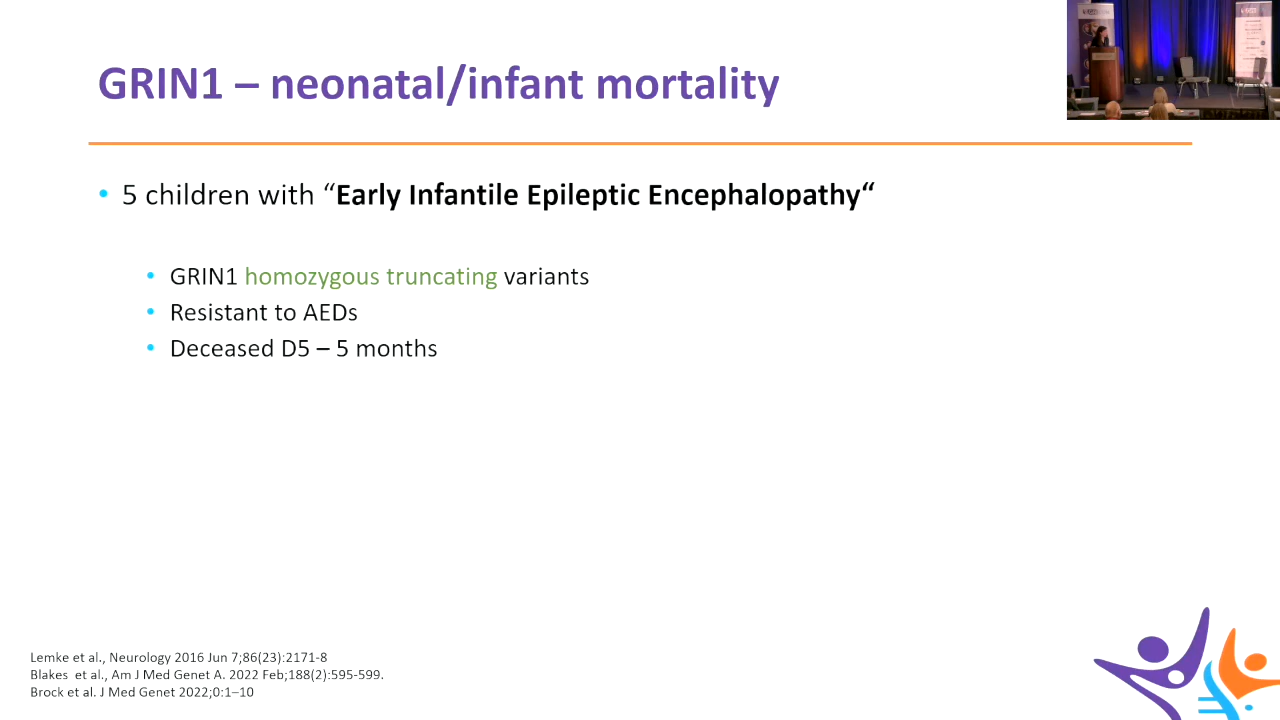 GRIN1 – neonatal/infant mortality
• 5 children with “Early Infantile Epileptic Encephalopathy“
• GRIN1 homozygous truncating variants
• Resistant to AEDs
• Deceased D5 – 5 months
Lemke et al., Neurology 2016 Jun 7;86(23):2171-8
Blakes et al., Am J Med Genet A. 2022 Feb;188(2):595-599.
Brock et al. J Med Genet 2022;0:1–10